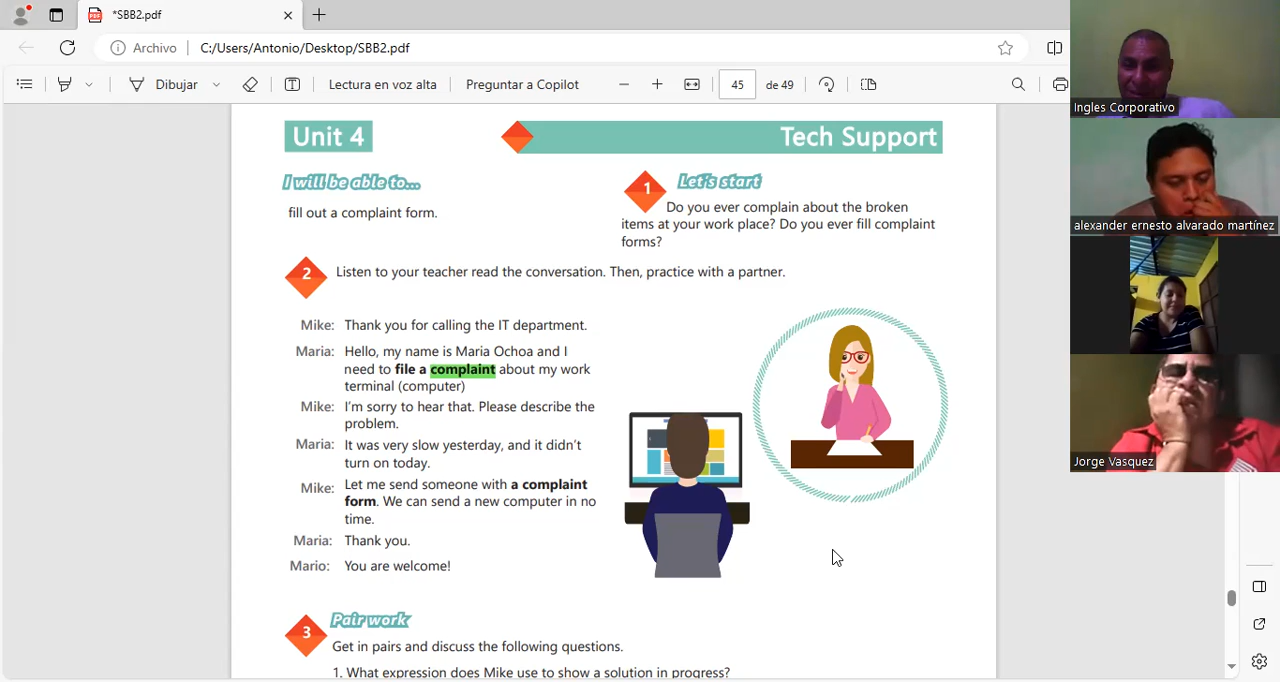 *SBB2.pdf
Archivo
C:/Users/Antonio/Desktop/SBB2.pdf
Dibujar
Lectura en voz alta
Preguntar a Copilot
45
de 49
Unit 4
Tech Support
I will be able to...
fill out a complaint form.
1
Let's start
Do you ever complain about the broken
items at your work place? Do you ever fill complaint
forms?
2
Listen to your teacher read the conversation. Then, practice with a partner.
Mike: Thank you for calling the IT department.
Maria: Hello, my name is Maria Ochoa and I
need to file a complaint about my work
terminal (computer)
Mike: I'm sorry to hear that. Please describe the
problem.
Maria: It was very slow yesterday, and it didn't
turn on today.
Mike: Let me send someone with a complaint
form. We can send a new computer in no
time.
Maria: Thank you.
Mario: You are welcome!
3
Pair work
Get in pairs and discuss the following questions.
1. What expression does Mike use to show a solution in progress?
Ingles Corporativo
alexander ernesto alvarado martínez
Jorge Vasquez